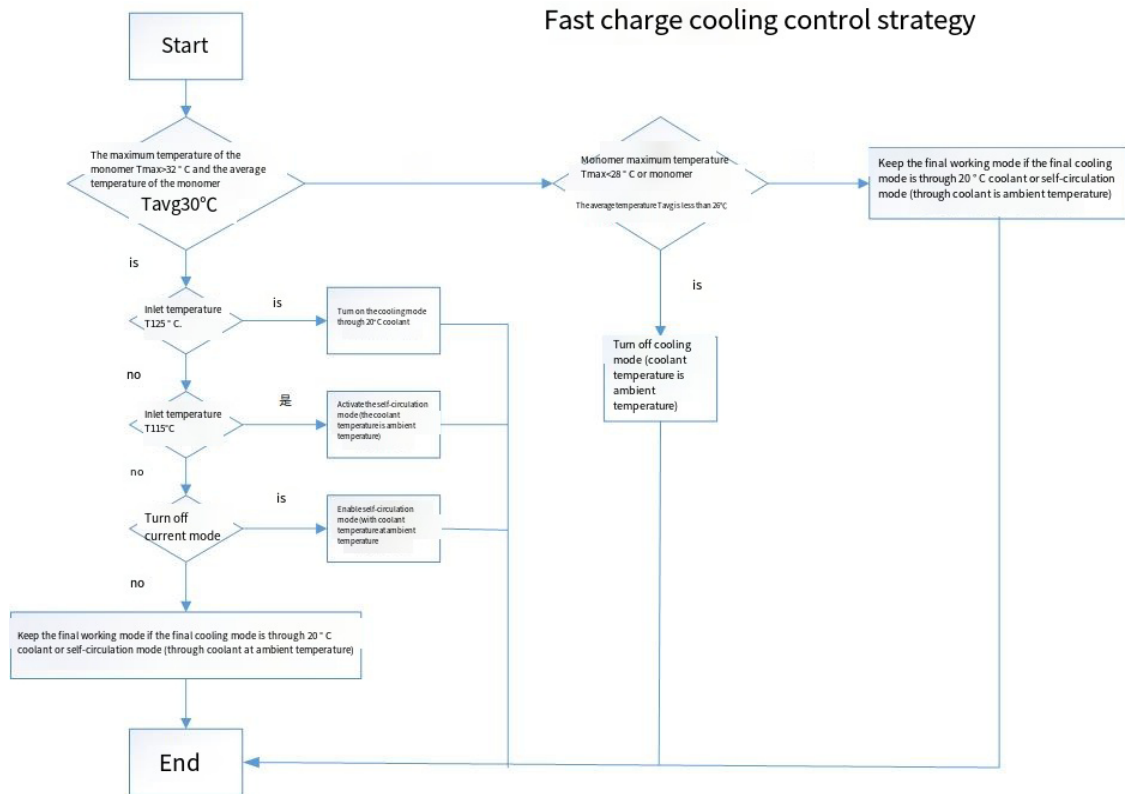 Fast charge cooling control strategy
Start
The maximum temperature of the
monomer Tmax>32 ° C and the average
temperature of the monomer
Tavg30°C
Monomer maximum temperature
Tmax<28 ° C or monomer
The average temperature Tavg is less than 26°C
Keep the final working mode if the final cooling
mode is through 20 ° C coolant or self-circulation
mode (through coolant is ambient temperature)
is
Inlet temperature
T125 ° C.
is
Turn on the cooling mode
through 20°C coolant
is
Turn off cooling
mode (coolant
temperature is
ambient
temperature)
no
Inlet temperature
T115°C
是
Activate the self-circulation
mode (the coolant
temperature is ambient
temperature)
no
Turn off
current mode
is
Enable self-circulation
mode (with coolant
temperature at ambient
temperature
no
Keep the final working mode if the final cooling mode is through 20 ° C
coolant or self-circulation mode (through coolant at ambient temperature)
End